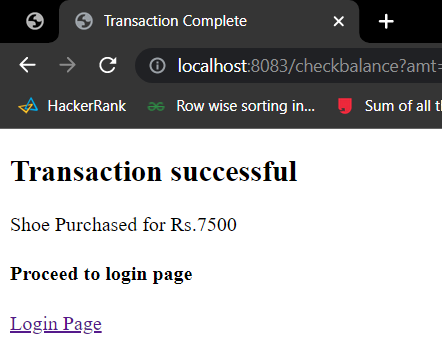 Transaction Complete
localhost:8083/checkbalance?amt=
HackerRank
Row wise sorting in...
Sum of all
Transaction successful
Shoe Purchased for Rs.7500
Proceed to login page
Login Page